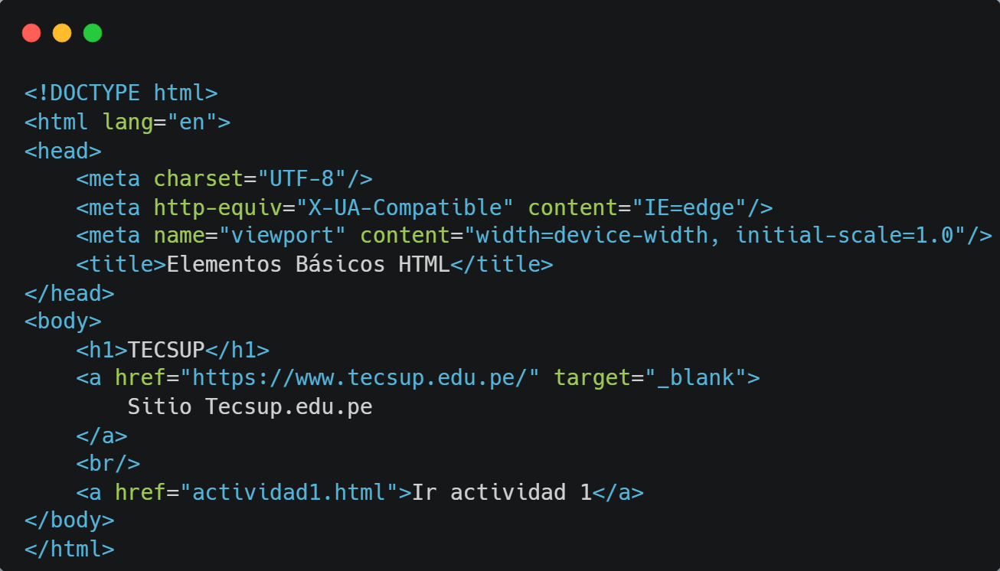 <!DOCTYPE html>
<html lang="en">
<head>
    <meta charset="UTF-8"/>
    <meta http-equiv="X-UA-Compatible" content="IE=edge"/>
    <meta name="viewport" content="width=device-width, initial-scale=1.0"/>
    <title>Elementos Básicos HTML</title>
</head>
<body>
    <h1>TECSUP</h1>
    <a href="https://www.tecsup.edu.pe/" target="_blank">
        Sitio Tecsup.edu.pe
    </a>
    <br/>
    <a href="actividad1.html">Ir actividad 1</a>
</body>
</html>